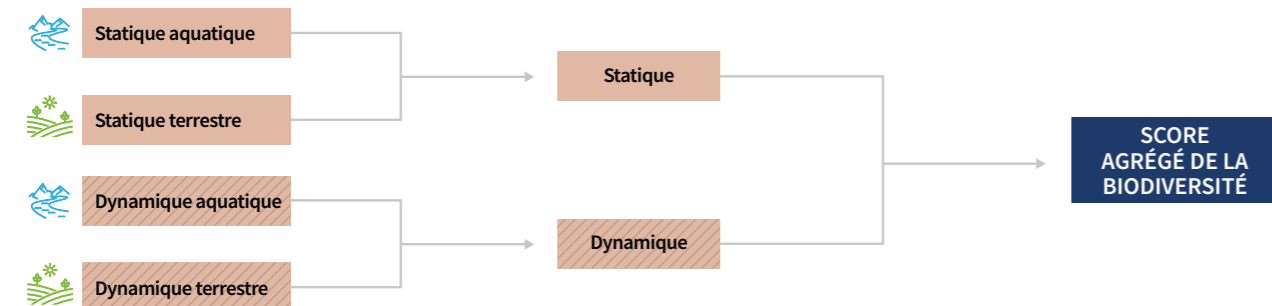 Statique aquatique
Statique terrestre
Dynamique aquatique
Dynamique terrestre
Statique
Dynamique
SCORE
AGRÉGÉ DE LA
BIODIVERSITÉ